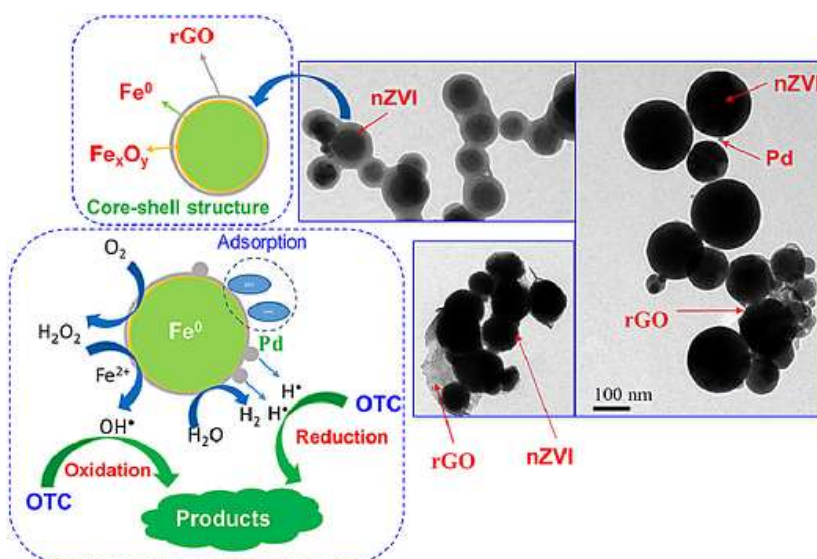 rGO
Fe⁰
FeₓOᵧ
Core-shell structure
nZVI
nZVI
Pd
rGO
100 nm
rGO
nZVI
Adsorption
O₂
H₂O₂
Fe⁰
Pd
Fe²⁺
H•
OH•
H₂O
H₂
H•
OTC
Reduction
Oxidation
OTC
Products